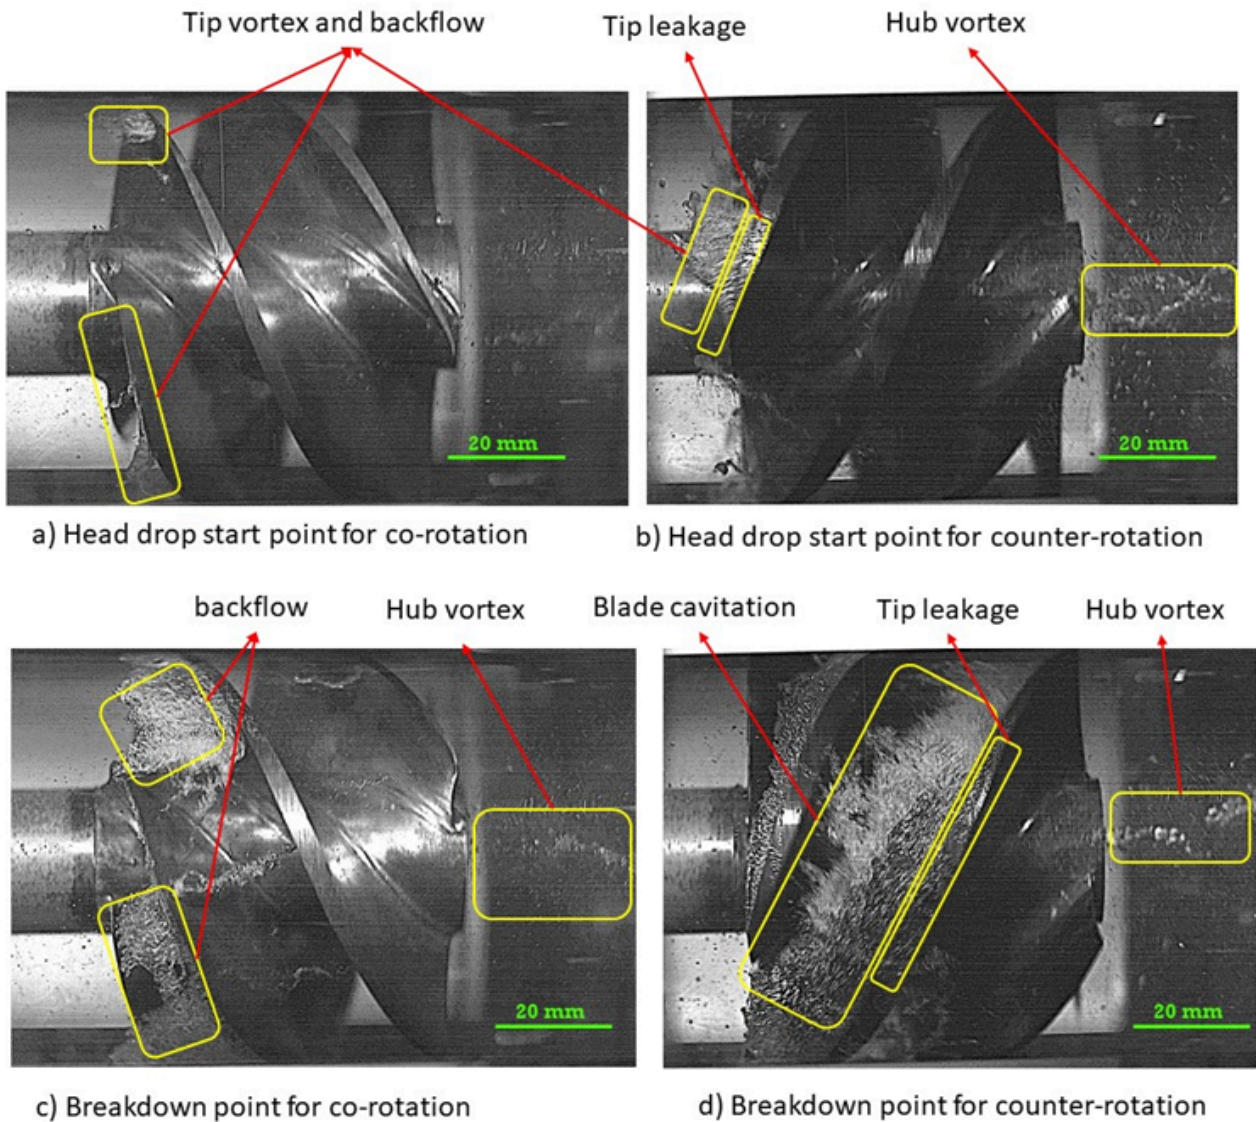 Tip vortex and backflow
Tip leakage
Hub vortex
20 mm
20 mm
a) Head drop start point for co-rotation
b) Head drop start point for counter-rotation
backflow
Hub vortex
Blade cavitation
Tip leakage
Hub vortex
20 mm
20 mm
c) Breakdown point for co-rotation
d) Breakdown point for counter-rotation